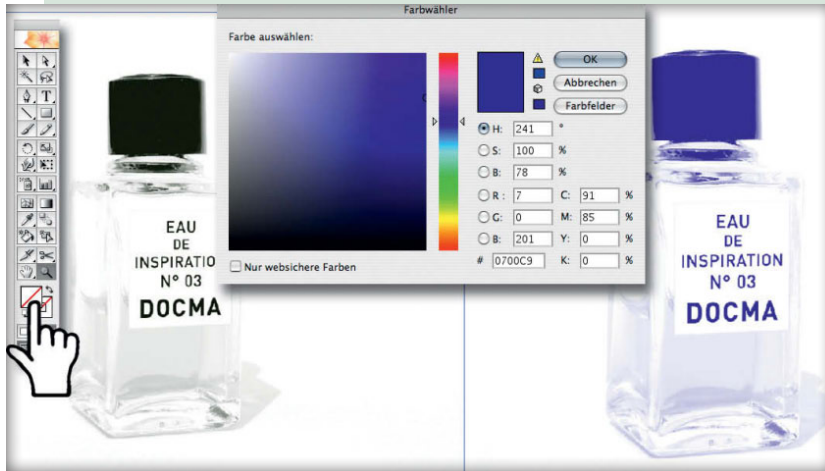 Farbwähler
Farbe auswählen:
OK
Abbrechen
Farbfelder
H: 241 °
S: 100 %
B: 78 %
R: 7 C: 91 %
G: 0 M: 85 %
B: 201 Y: 0 %
# 0700C9 K: 0 %
Nur websichere Farben
T
EAU
DE
INSPIRATIO
N° 03
DOCMA
EAU
DE
INSPIRATION
N° 03
DOCMA